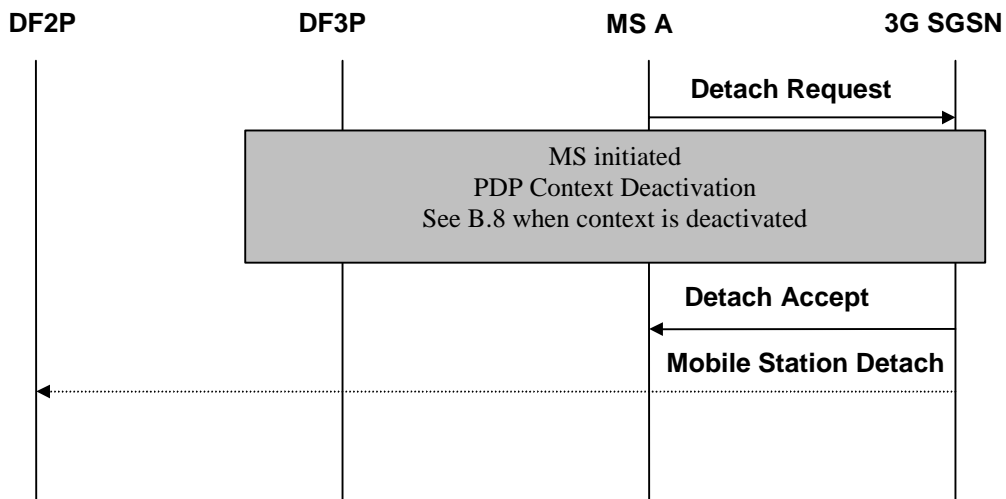 DF2P DF3P MS A 3G SGSN
Detach Request
MS initiated
PDP Context Deactivation
See B.8 when context is deactivated
Detach Accept
Mobile Station Detach